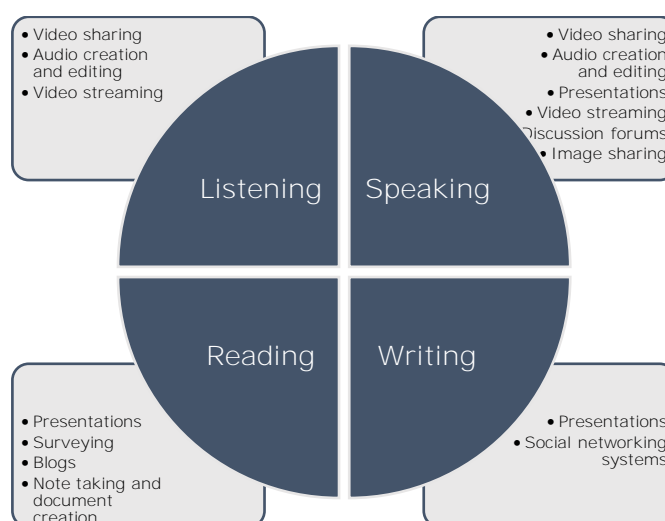 • Video sharing
• Audio creation
and editing
• Video streaming
• Video sharing
• Audio creation
and editing
• Presentations
• Video streaming
Discussion forums
• Image sharing
Listening
Speaking
Reading
Writing
• Presentations
• Surveying
• Blogs
• Note taking and
document
creation
• Presentations
• Social networking
systems